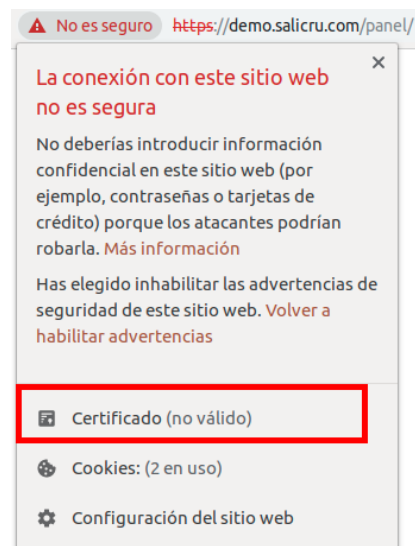 No es seguro https://demo.salicru.com/panel/
La conexión con este sitio web
no es segura
No deberías introducir información
confidencial en este sitio web (por
ejemplo, contraseñas o tarjetas de
crédito) porque los atacantes podrían
robarla. Más información
Has elegido inhabilitar las advertencias de
seguridad de este sitio web. Volver a
habilitar advertencias
Certificado (no válido)
Cookies: (2 en uso)
Configuración del sitio web